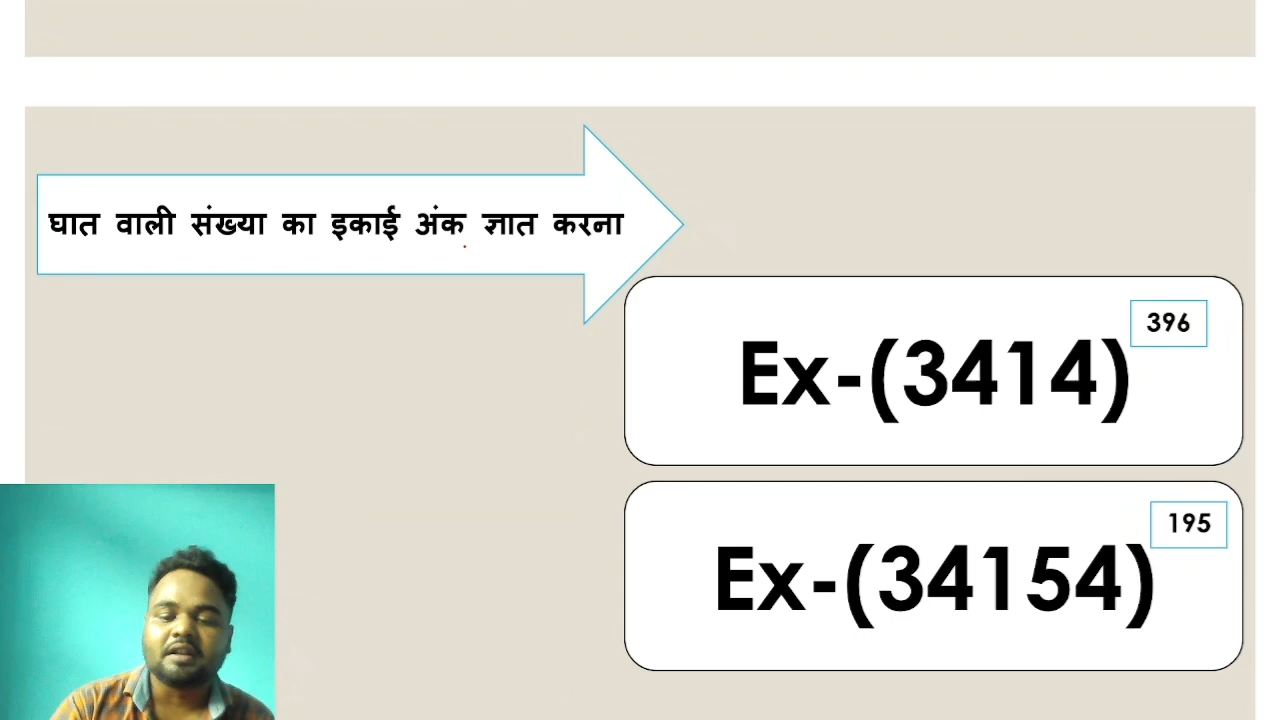 घात वाली संख्या का इकाई अंक ज्ञात करना
396
Ex-(3414)
195
Ex-(34154)